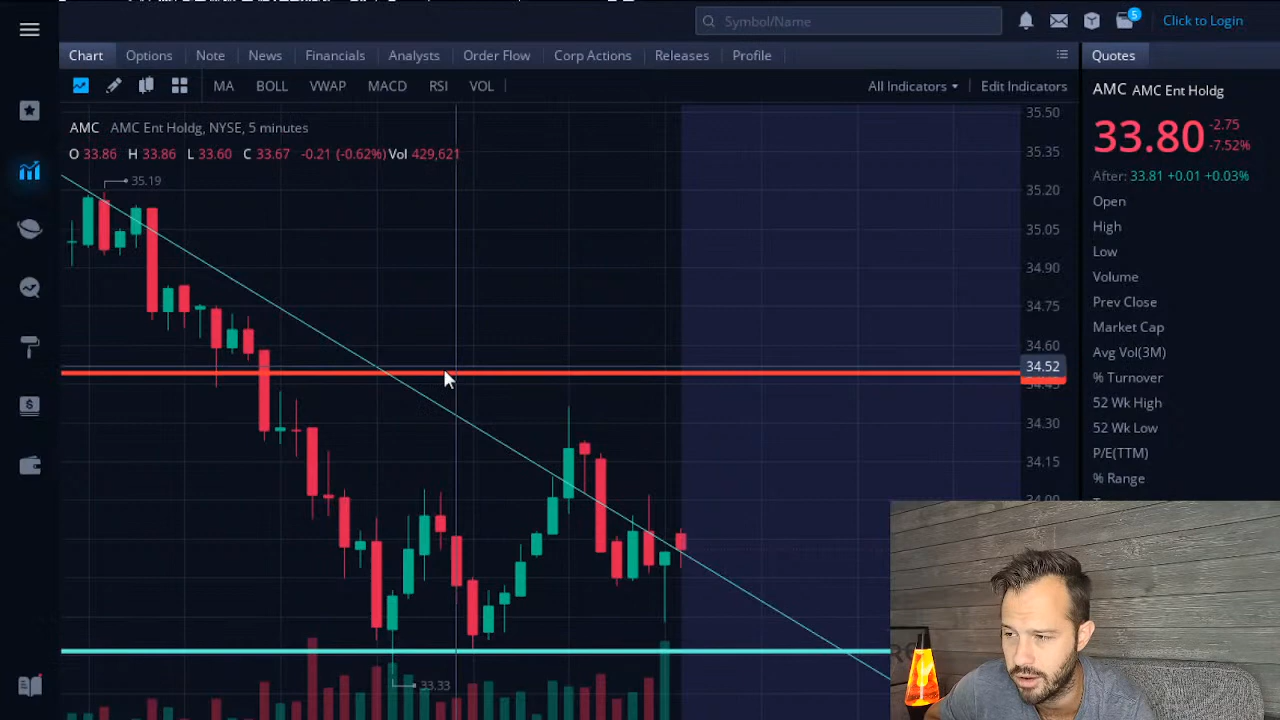 Symbol/Name
5
Click to Login
Chart Options Note News Financials Analysts Order Flow Corp Actions Releases Profile
Quotes
MA BOLL VWAP MACD RSI VOL All Indicators Edit Indicators
AMC AMC Ent Holdg
AMC AMC Ent Holdg, NYSE, 5 minutes
O 33.86 H 33.86 L 33.60 C 33.67 -0.21 (-0.62%) Vol 429,621
33.80 -2.75
-7.52%
After: 33.81 +0.01 +0.03%
Open
High
Low
Volume
Prev Close
Market Cap
Avg Vol(3M)
% Turnover
52 Wk High
52 Wk Low
P/E(TTM)
% Range
35.50
35.35
35.20
35.05
34.90
34.75
34.60
34.52
34.45
34.30
34.15
34.00
35.19
33.33